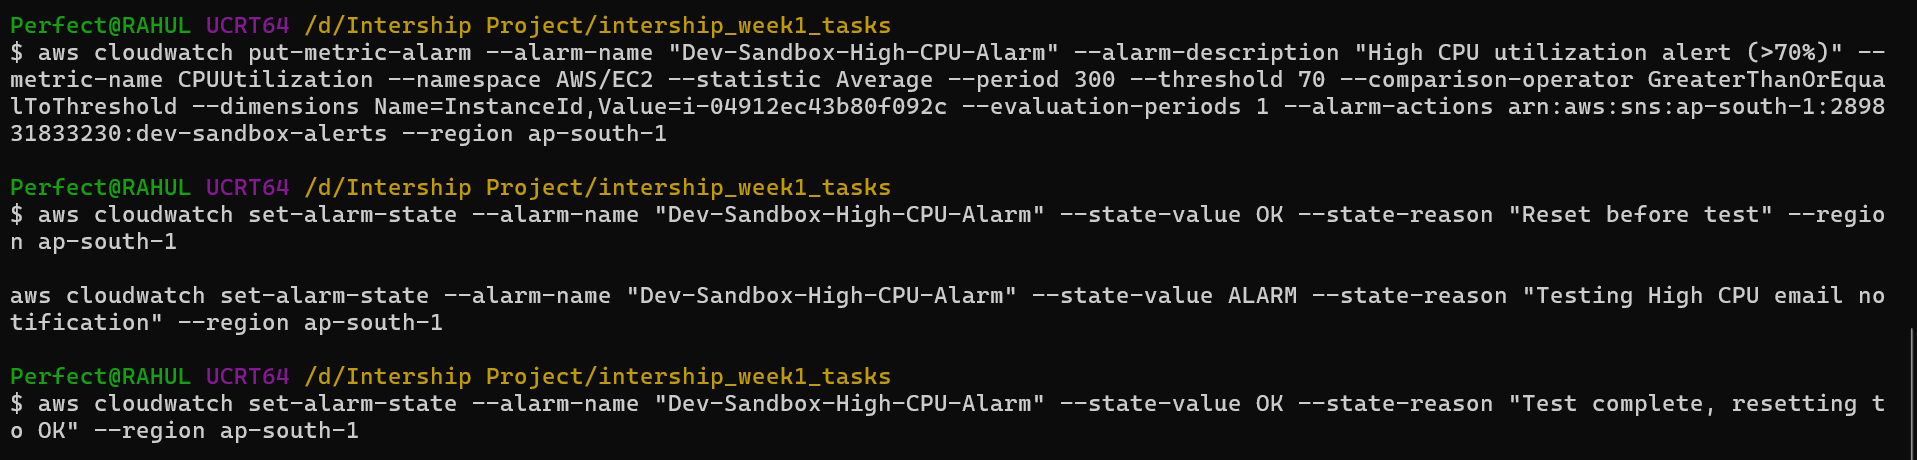 Perfect@RAHUL UCRT64 /d/Intership Project/intership_week1_tasks
$ aws cloudwatch put-metric-alarm --alarm-name "Dev-Sandbox-High-CPU-Alarm" --alarm-description "High CPU utilization alert (>70%)" --
metric-name CPUUtilization --namespace AWS/EC2 --statistic Average --period 300 --threshold 70 --comparison-operator GreaterThanOrEqua
lToThreshold --dimensions Name=InstanceId,Value=i-04912ec43b80f092c --evaluation-periods 1 --alarm-actions arn:aws:sns:ap-south-1:2898
31833230:dev-sandbox-alerts --region ap-south-1
Perfect@RAHUL UCRT64 /d/Intership Project/intership_week1_tasks
$ aws cloudwatch set-alarm-state --alarm-name "Dev-Sandbox-High-CPU-Alarm" --state-value OK --state-reason "Reset before test" --regio
n ap-south-1
aws cloudwatch set-alarm-state --alarm-name "Dev-Sandbox-High-CPU-Alarm" --state-value ALARM --state-reason "Testing High CPU email no
tification" --region ap-south-1
Perfect@RAHUL UCRT64 /d/Intership Project/intership_week1_tasks
$ aws cloudwatch set-alarm-state --alarm-name "Dev-Sandbox-High-CPU-Alarm" --state-value OK --state-reason "Test complete, resetting t
o OK" --region ap-south-1